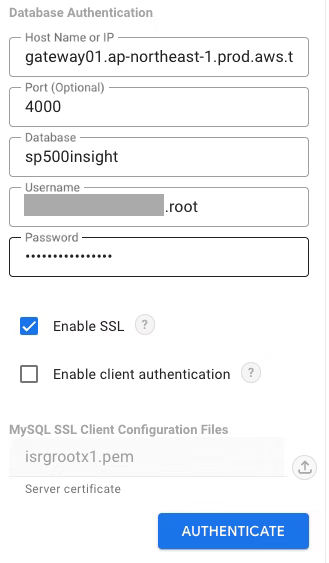 Database Authentication
Host Name or IP
gateway01.ap-northeast-1.prod.aws.t
Port (Optional)
4000
Database
sp500insight
Username
.root
Password
••••••••••••••••
Enable SSL ?
Enable client authentication ?
MySQL SSL Client Configuration Files
isrgrootx1.pem
Server certificate
AUTHENTICATE